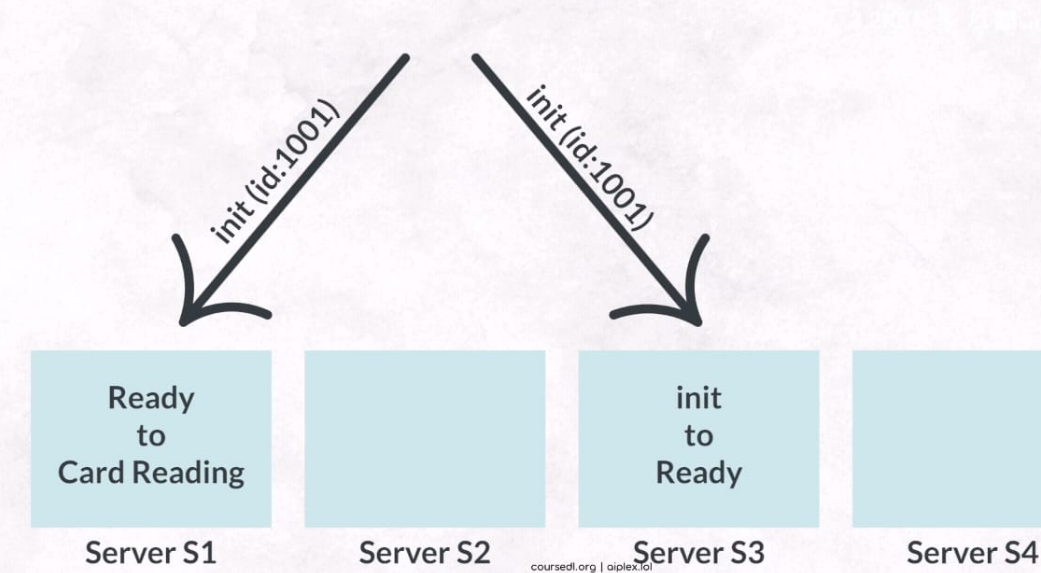 init (id:1001)
init (id:1001)
Ready
to
Card Reading
init
to
Ready
Server S1
Server S2
Server S3
Server S4
coursedl.org | aiplex.lol